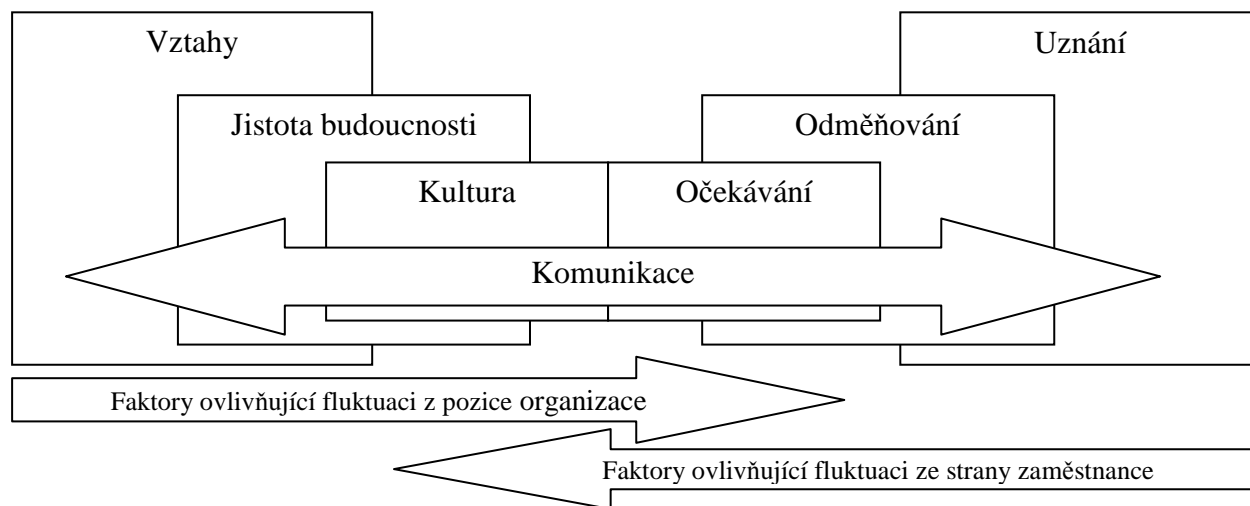 Vztahy
Uznání
Jistota budoucnosti
Odměňování
Kultura
Očekávání
Komunikace
Faktory ovlivňující fluktuaci z pozice organizace
Faktory ovlivňující fluktuaci ze strany zaměstnance